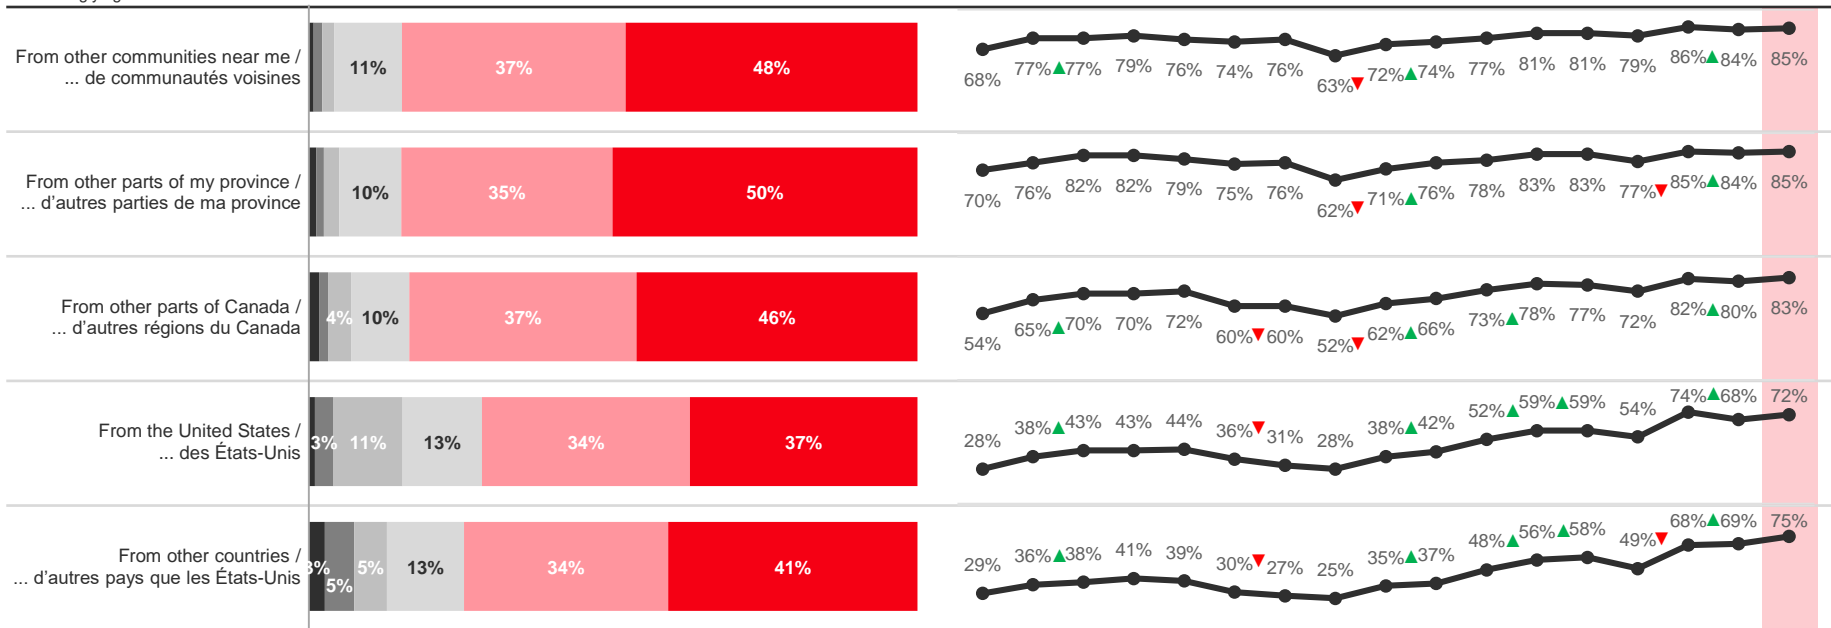 From other communities near me /
... de communautés voisines
11% 37% 48%
68% 77%▲77% 79% 76% 74% 76% 63%▼ 72%▲74% 77% 81% 81% 79% 86%▲84% 85%
From other parts of my province /
... d'autres parties de ma province
10% 35% 50%
70% 76% 82% 82% 79% 75% 76% 62%▼ 71%▲76% 78% 83% 83% 77%▼ 85%▲84% 85%
From other parts of Canada /
... d'autres régions du Canada
4% 10% 37% 46%
54% 65%▲70% 70% 72% 60%▼60% 52%▼ 62%▲66% 73%▲78% 77% 72% 82%▲80% 83%
From the United States /
... des États-Unis
3% 11% 13% 34% 37%
28% 38%▲43% 43% 44% 36%▼31% 28% 38%▲42% 52%▲59%▲59% 54% 74%▲68% 72%
From other countries /
... d'autres pays que les États-Unis
3% 5% 5% 13% 34% 41%
29% 36%▲38% 41% 39% 30%▼27% 25% 35%▲37% 48%▲56%▲58% 49%▼ 68%▲69% 75%